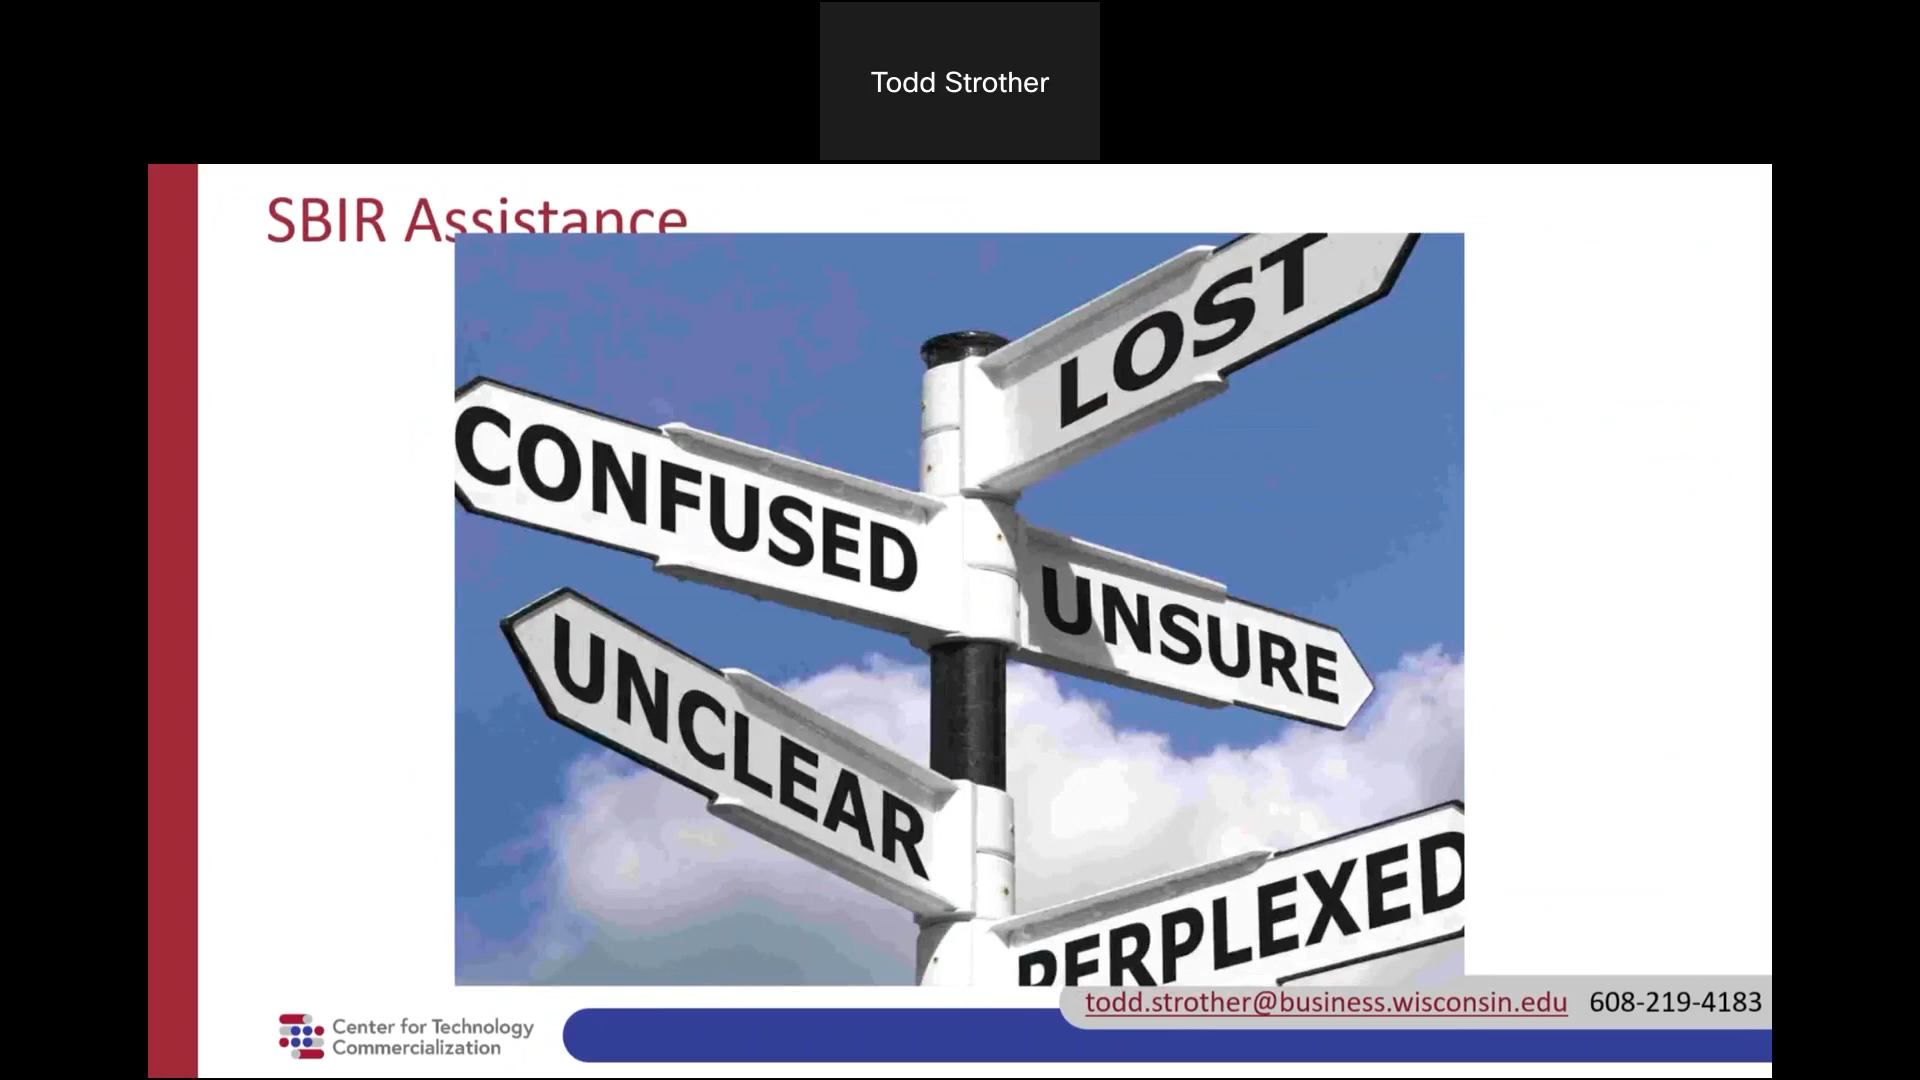 Todd Strother
SBIR Assistance
LOST
CONFUSED
UNSURE
UNCLEAR
PERPLEXED
todd.strother@business.wisconsin.edu 608-219-4183
Center for Technology
Commercialization